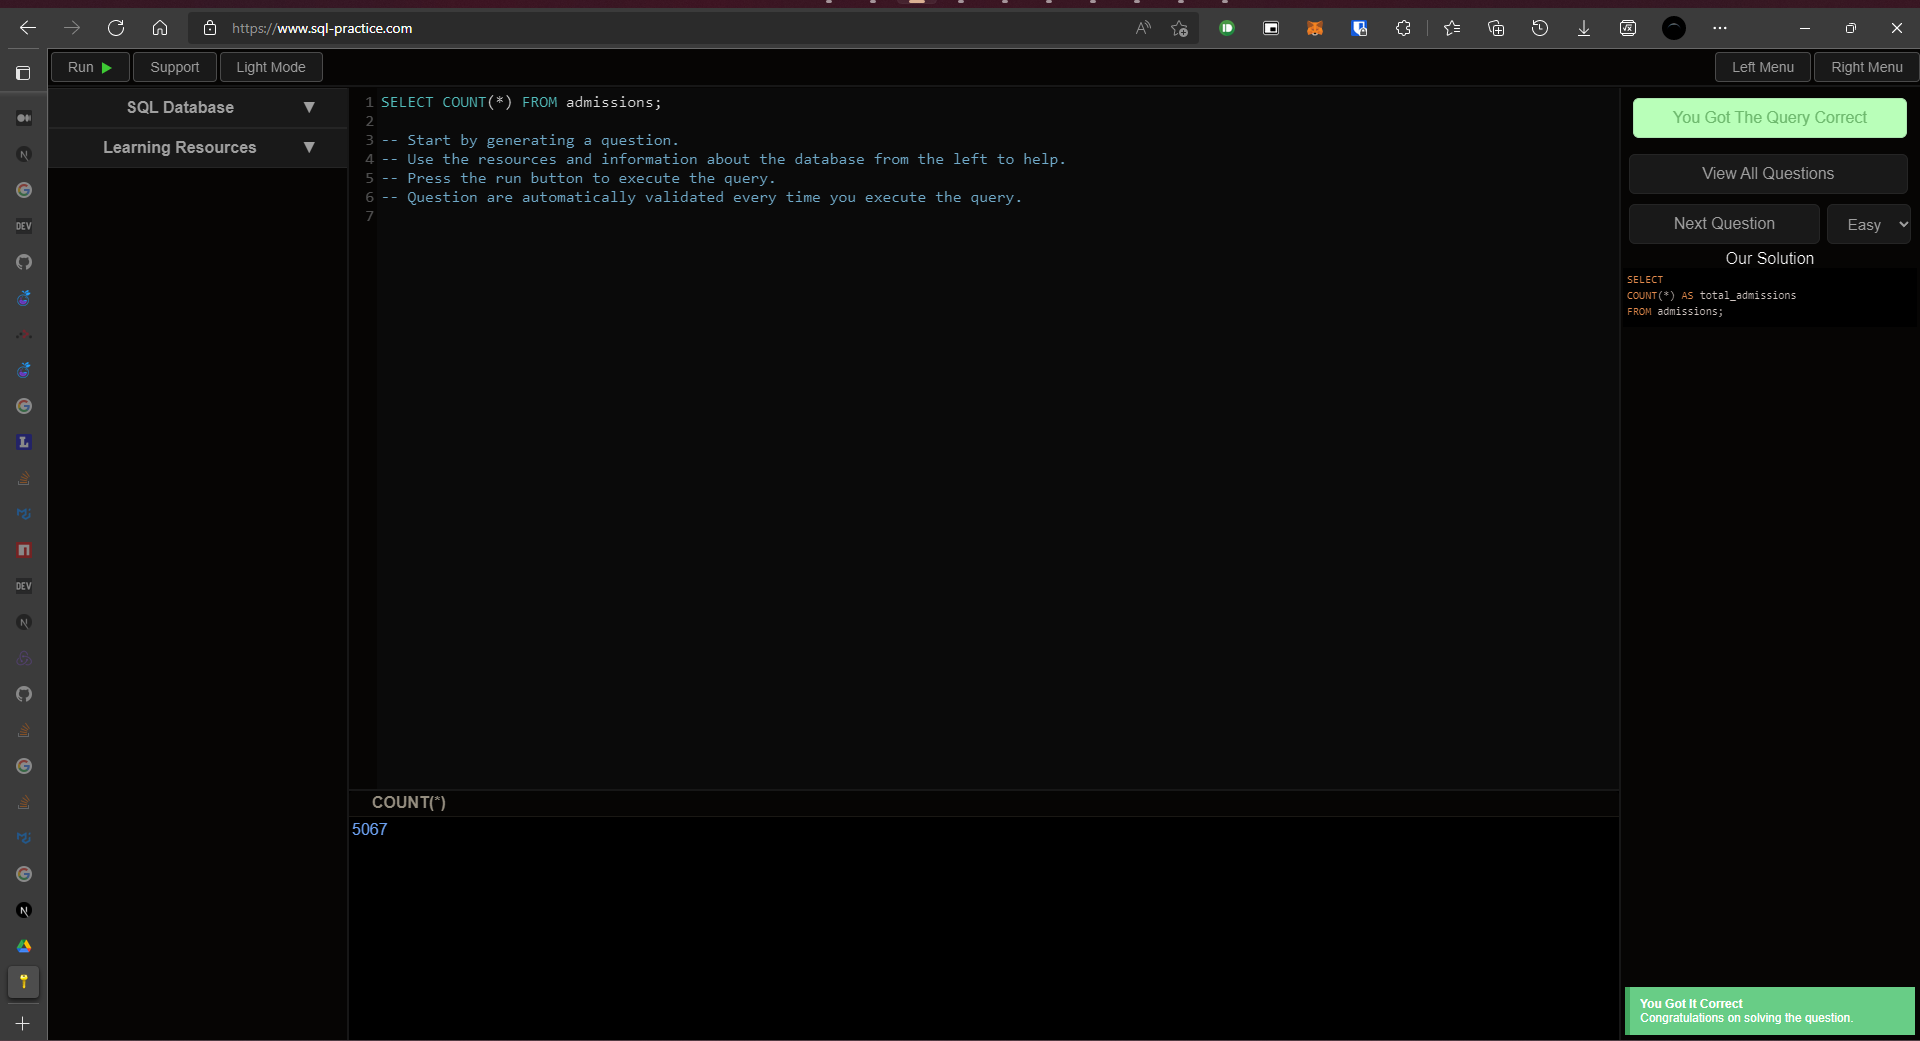 https://www.sql-practice.com
Run
Support
Light Mode
Left Menu
Right Menu
SQL Database
Learning Resources
1 SELECT COUNT(*) FROM admissions;
2
3 -- Start by generating a question.
4 -- Use the resources and information about the database from the left to help.
5 -- Press the run button to execute the query.
6 -- Question are automatically validated every time you execute the query.
7
COUNT(*)
5067
You Got The Query Correct
View All Questions
Next Question
Easy
Our Solution
SELECT
COUNT(*) AS total_admissions
FROM admissions;
You Got It Correct
Congratulations on solving the question.
DEV
L
DEV